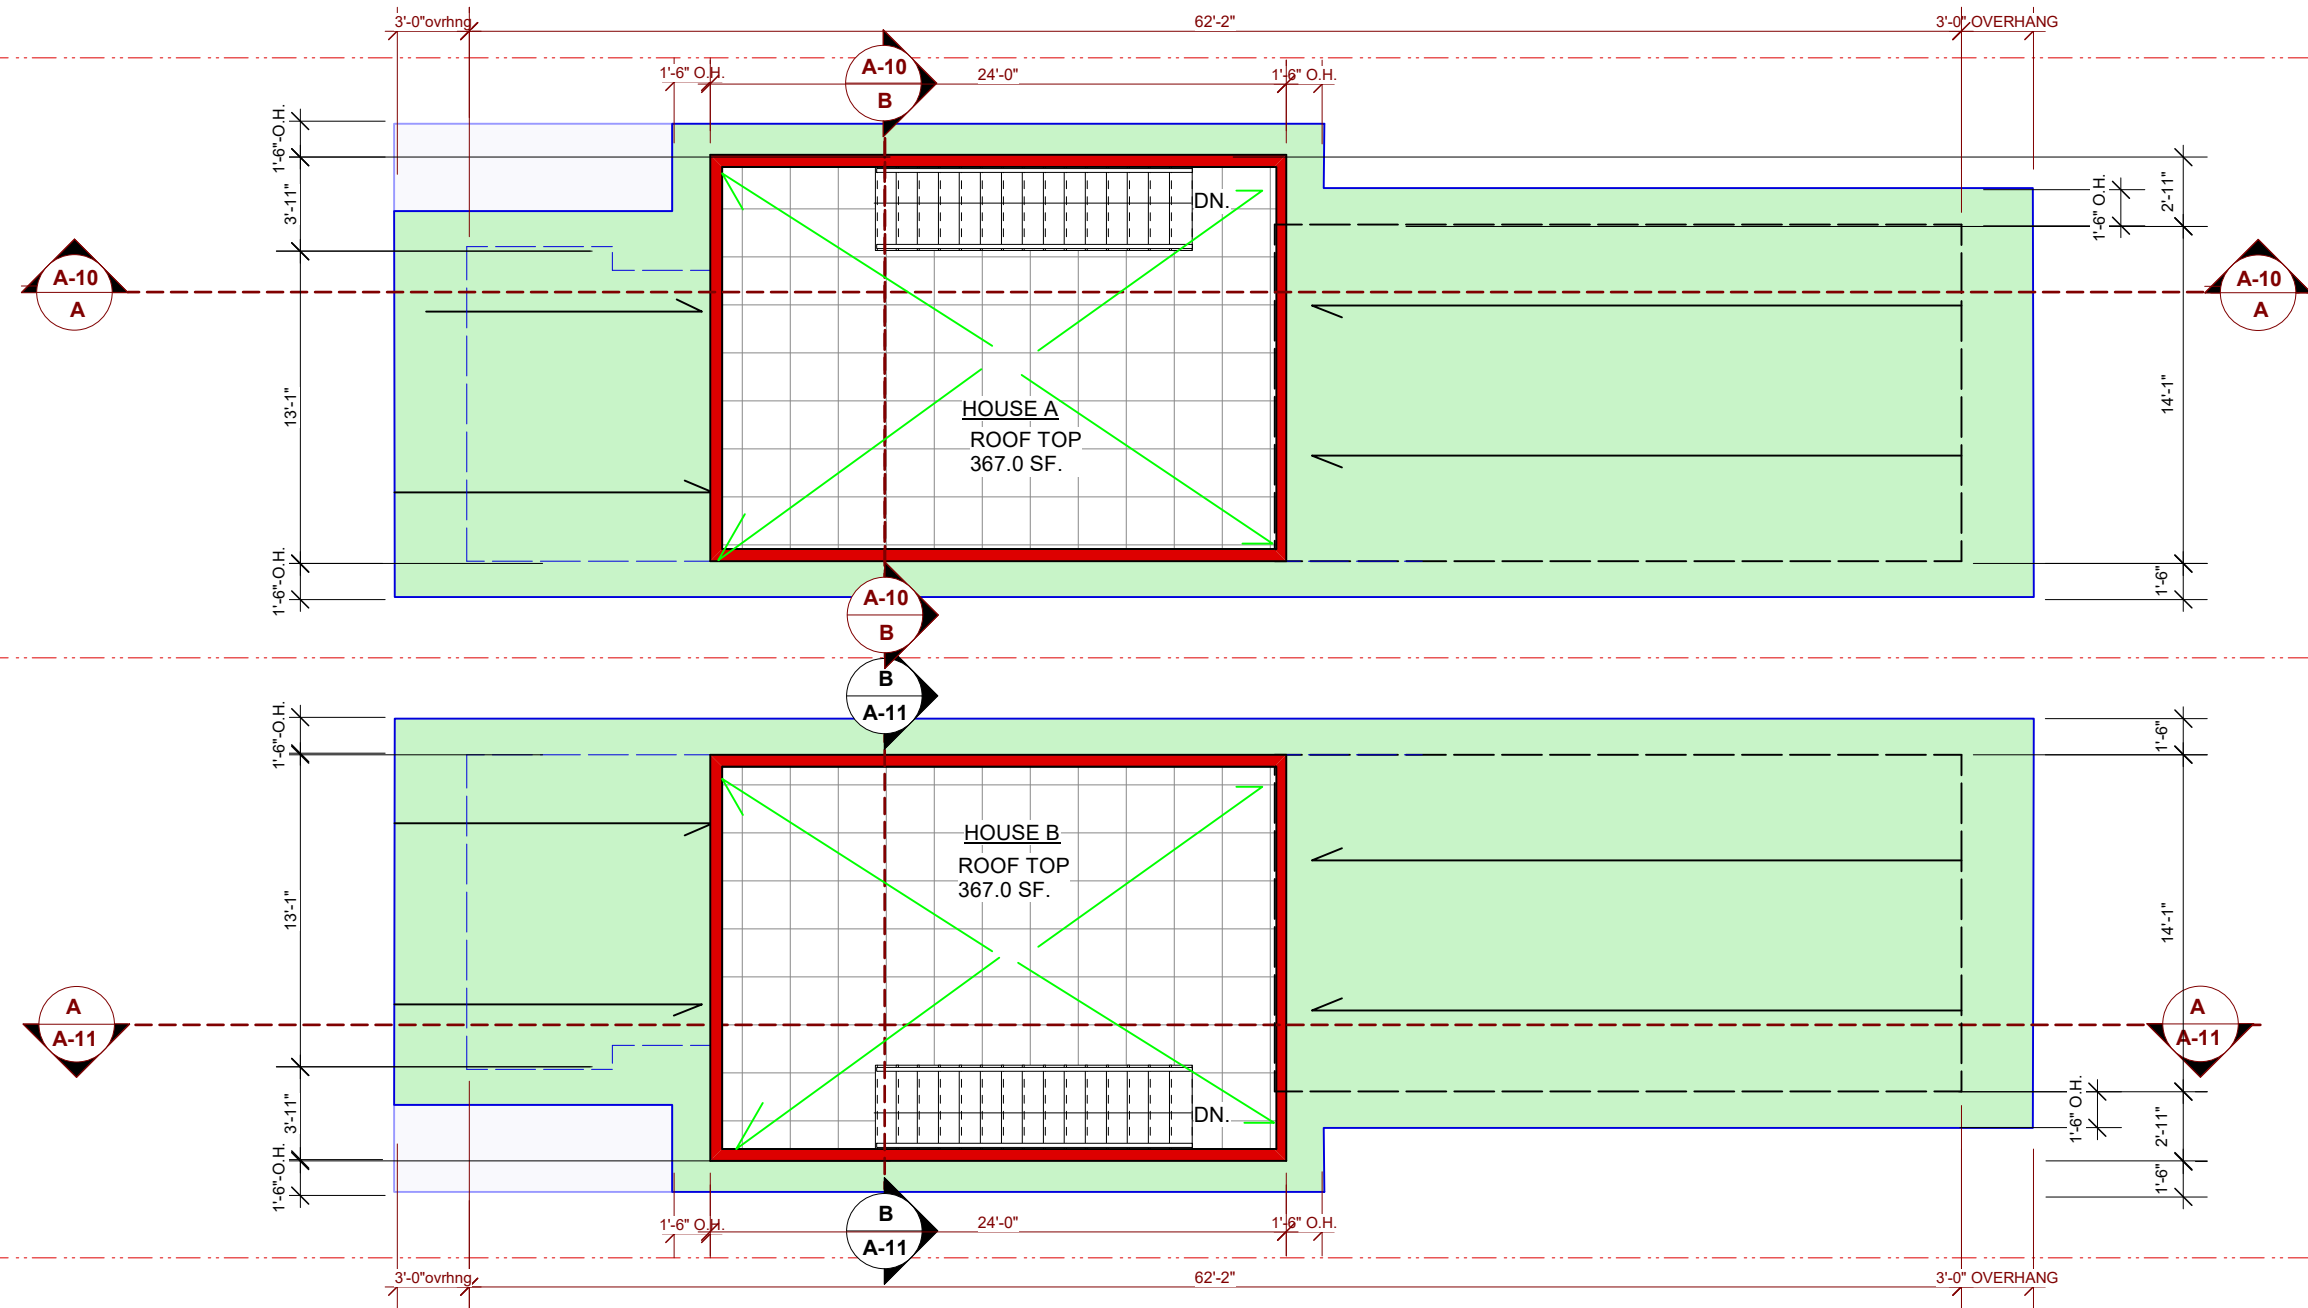 3'-0"ovrhng
62'-2"
3'-0" OVERHANG
1'-6" O.H.
A-10
B
24'-0"
1'-6" O.H.
1'-6"-O.H.
3'-11"
13'-1"
1'-6"-O.H.
A-10
A
DN.
HOUSE A
ROOF TOP
367.0 SF.
1'-6" O.H.
2'-11"
14'-1"
1'-6"
A-10
A
A-10
B
B
A-11
1'-6"-O.H.
13'-1"
3'-11"
1'-6"-O.H.
A
A-11
HOUSE B
ROOF TOP
367.0 SF.
DN.
1'-6"
14'-1"
1'-6" O.H.
2'-11"
1'-6"
A
A-11
1'-6" O.H.
B
A-11
24'-0"
1'-6" O.H.
3'-0"ovrhng
62'-2"
3'-0" OVERHANG